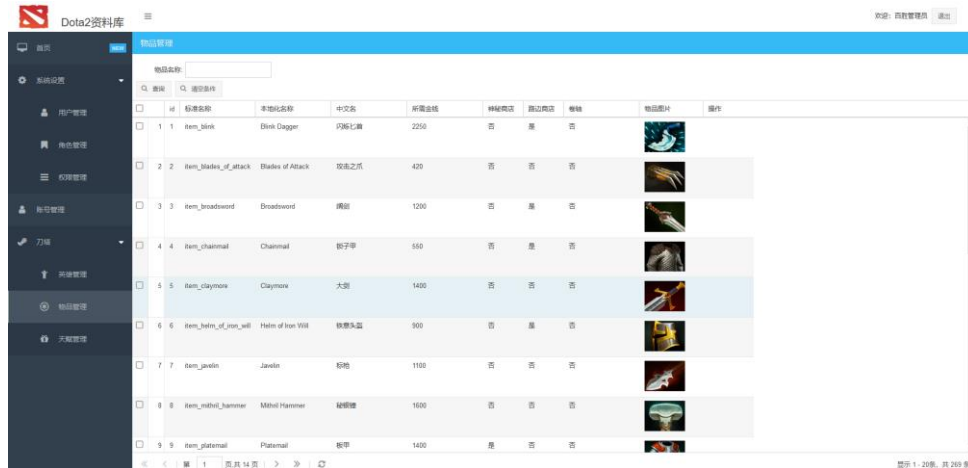 Dota2资料库
欢迎: 百胜管理员 退出
首页 NEW
系统设置
用户管理
角色管理
权限管理
账号管理
刀塔
英雄管理
物品管理
天赋管理
物品管理
物品名称:
查询 清空条件
id 标准名称 本地化名称 中文名 所需金钱 神秘商店 路边商店 卷轴 物品图片 操作
1 1 item_blink Blink Dagger 闪烁匕首 2250 否 是 否
2 2 item_blades_of_attack Blades of Attack 攻击之爪 420 否 否 否
3 3 item_broadsword Broadsword 阔剑 1200 否 是 否
4 4 item_chainmail Chainmail 锁子甲 550 否 是 否
5 5 item_claymore Claymore 大剑 1400 否 否 否
6 6 item_helm_of_iron_will Helm of Iron Will 铁意头盔 900 否 是 否
7 7 item_javelin Javelin 标枪 1100 否 否 否
8 8 item_mithril_hammer Mithril Hammer 秘银锤 1600 否 否 否
9 9 item_platemail Platemail 板甲 1400 是 否 否
第 1 页,共 14 页
显示 1 - 20条, 共 269 条